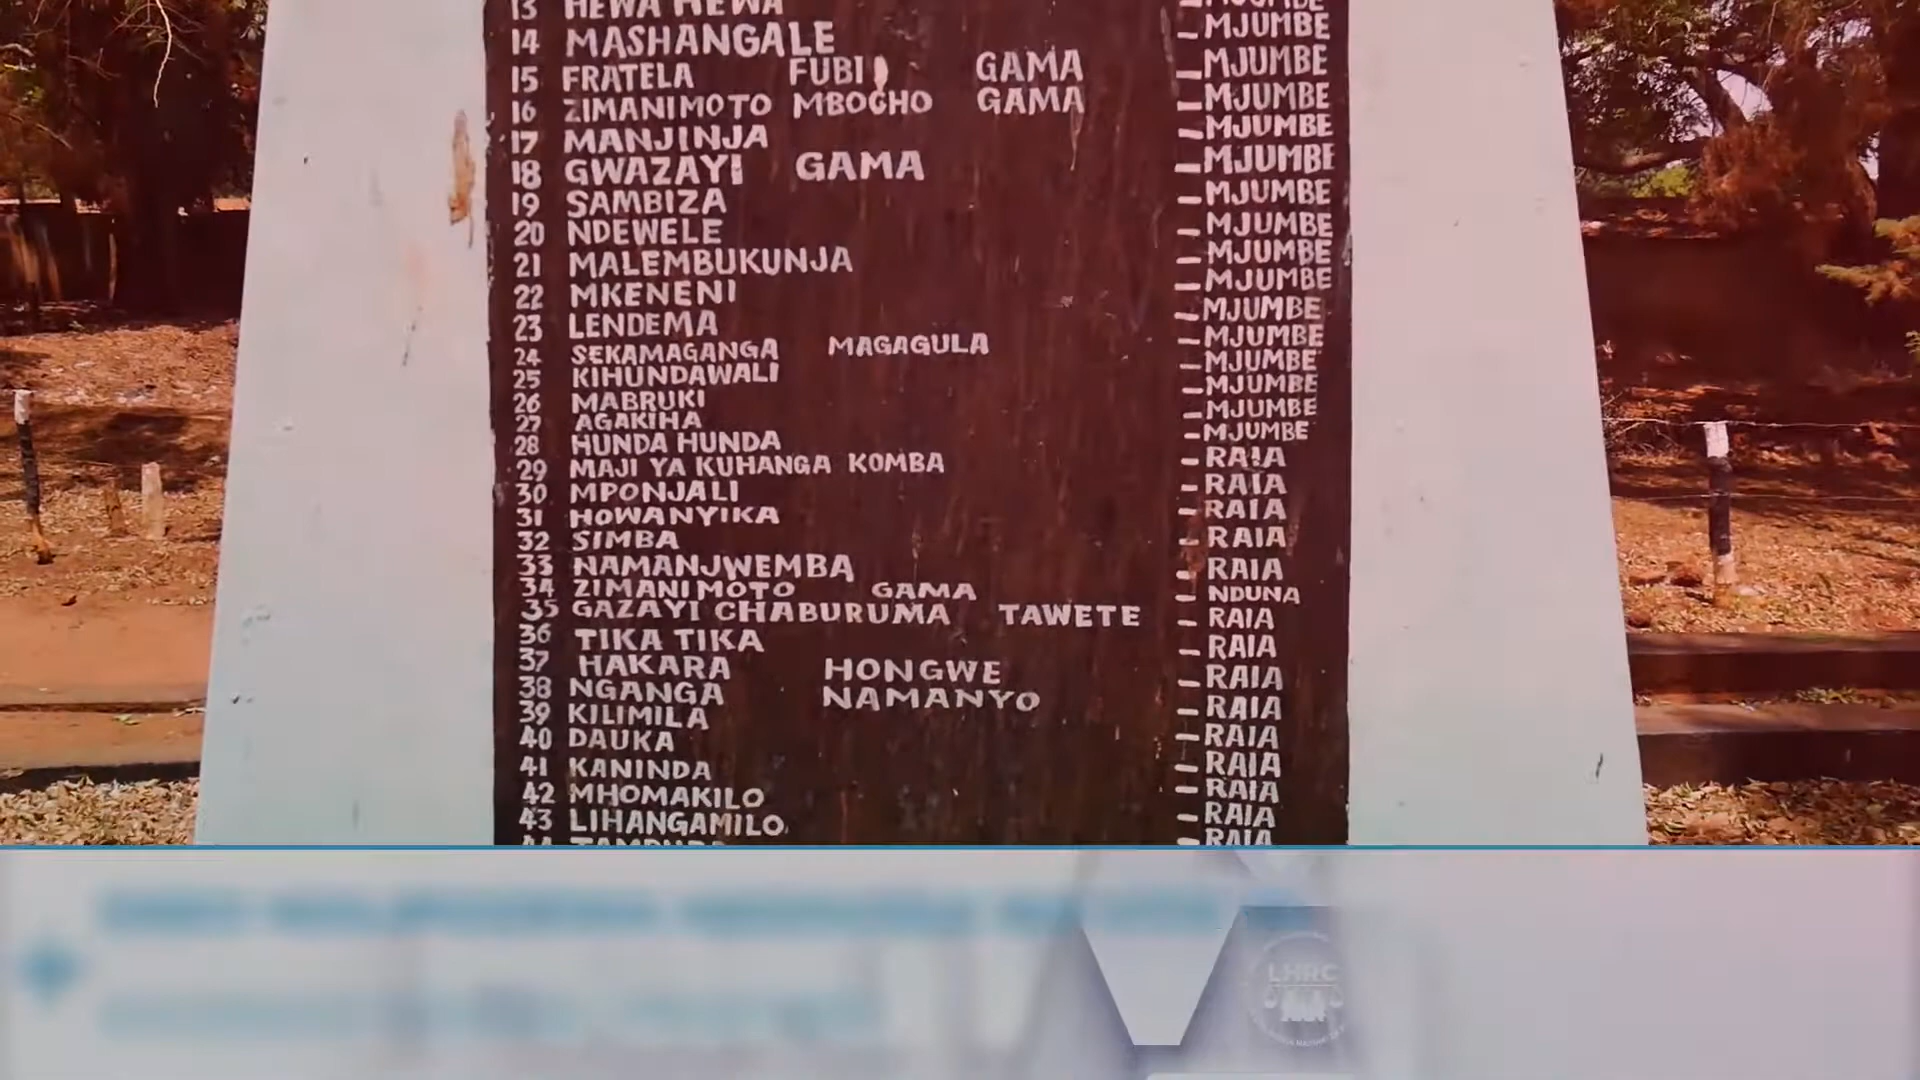 13 HEWA HEWA – MJUMBE
14 MASHANGALE – MJUMBE
15 FRATELA FUBI GAMA – MJUMBE
16 ZIMANIMOTO MBOGHO GAMA – MJUMBE
17 MANJINJA – MJUMBE
18 GWAZAYI GAMA – MJUMBE
19 SAMBIZA – MJUMBE
20 NDEWELE – MJUMBE
21 MALEMBUKUNJA – MJUMBE
22 MKENENI – MJUMBE
23 LENDEMA – MJUMBE
24 SEKAMAGANGA MAGAGULA – MJUMBE
25 KIHUNDAWALI – MJUMBE
26 MABRUKI – MJUMBE
27 AGAKIHA – MJUMBE
28 HUNDA HUNDA – MJUMBE
29 MAJI YA KUHANGA KOMBA – RAIA
30 MPONJALI – RAIA
31 HOWANYIKA – RAIA
32 SIMBA – RAIA
33 NAMANJWEMBA – RAIA
34 ZIMANIMOTO GAMA – NDUNA
35 GAZAYI CHABURUMA TAWETE – RAIA
36 TIKA TIKA – RAIA
37 HAKARA HONGWE – RAIA
38 NGANGA NAMANYO – RAIA
39 KILIMILA – RAIA
40 DAUKA – RAIA
41 KANINDA – RAIA
42 MHOMAKILO – RAIA
43 LIHANGAMILO – RAIA
LHRC